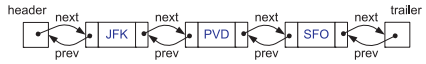 header trailer
next next next next
JFK PVD SFO
prev prev prev prev